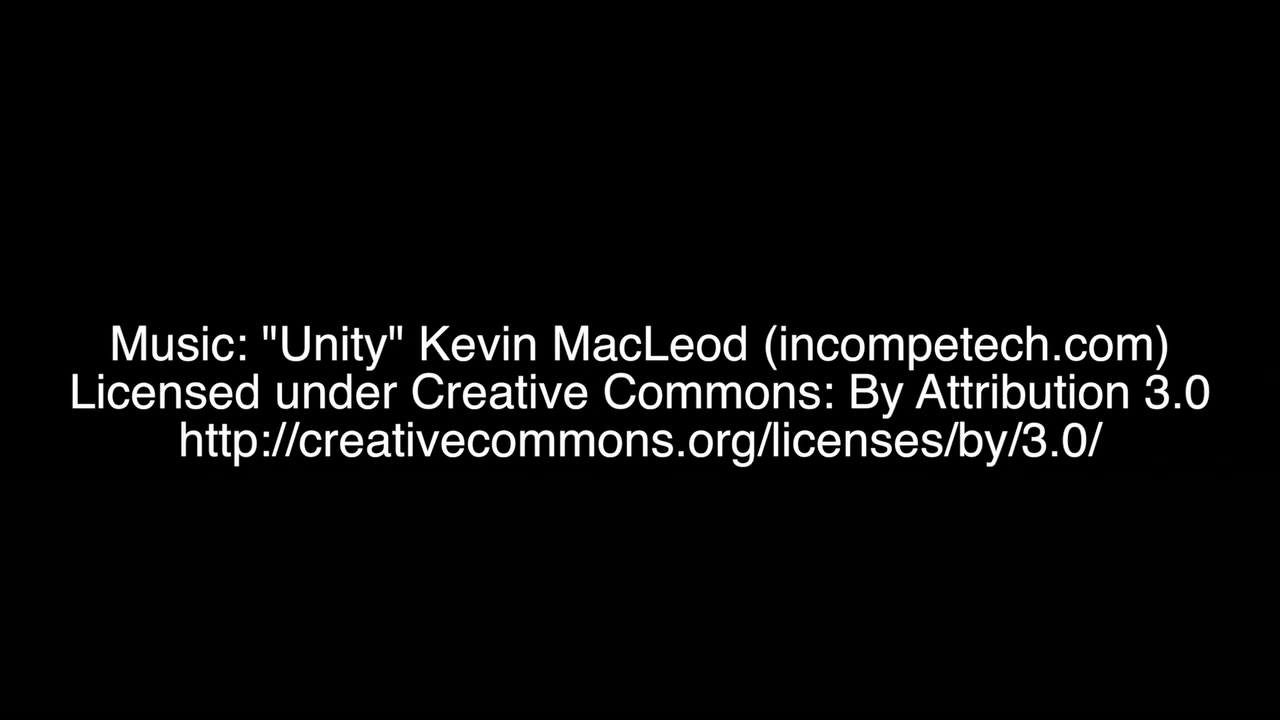 Music: "Unity" Kevin MacLeod (incompetech.com)
Licensed under Creative Commons: By Attribution 3.0
http://creativecommons.org/licenses/by/3.0/